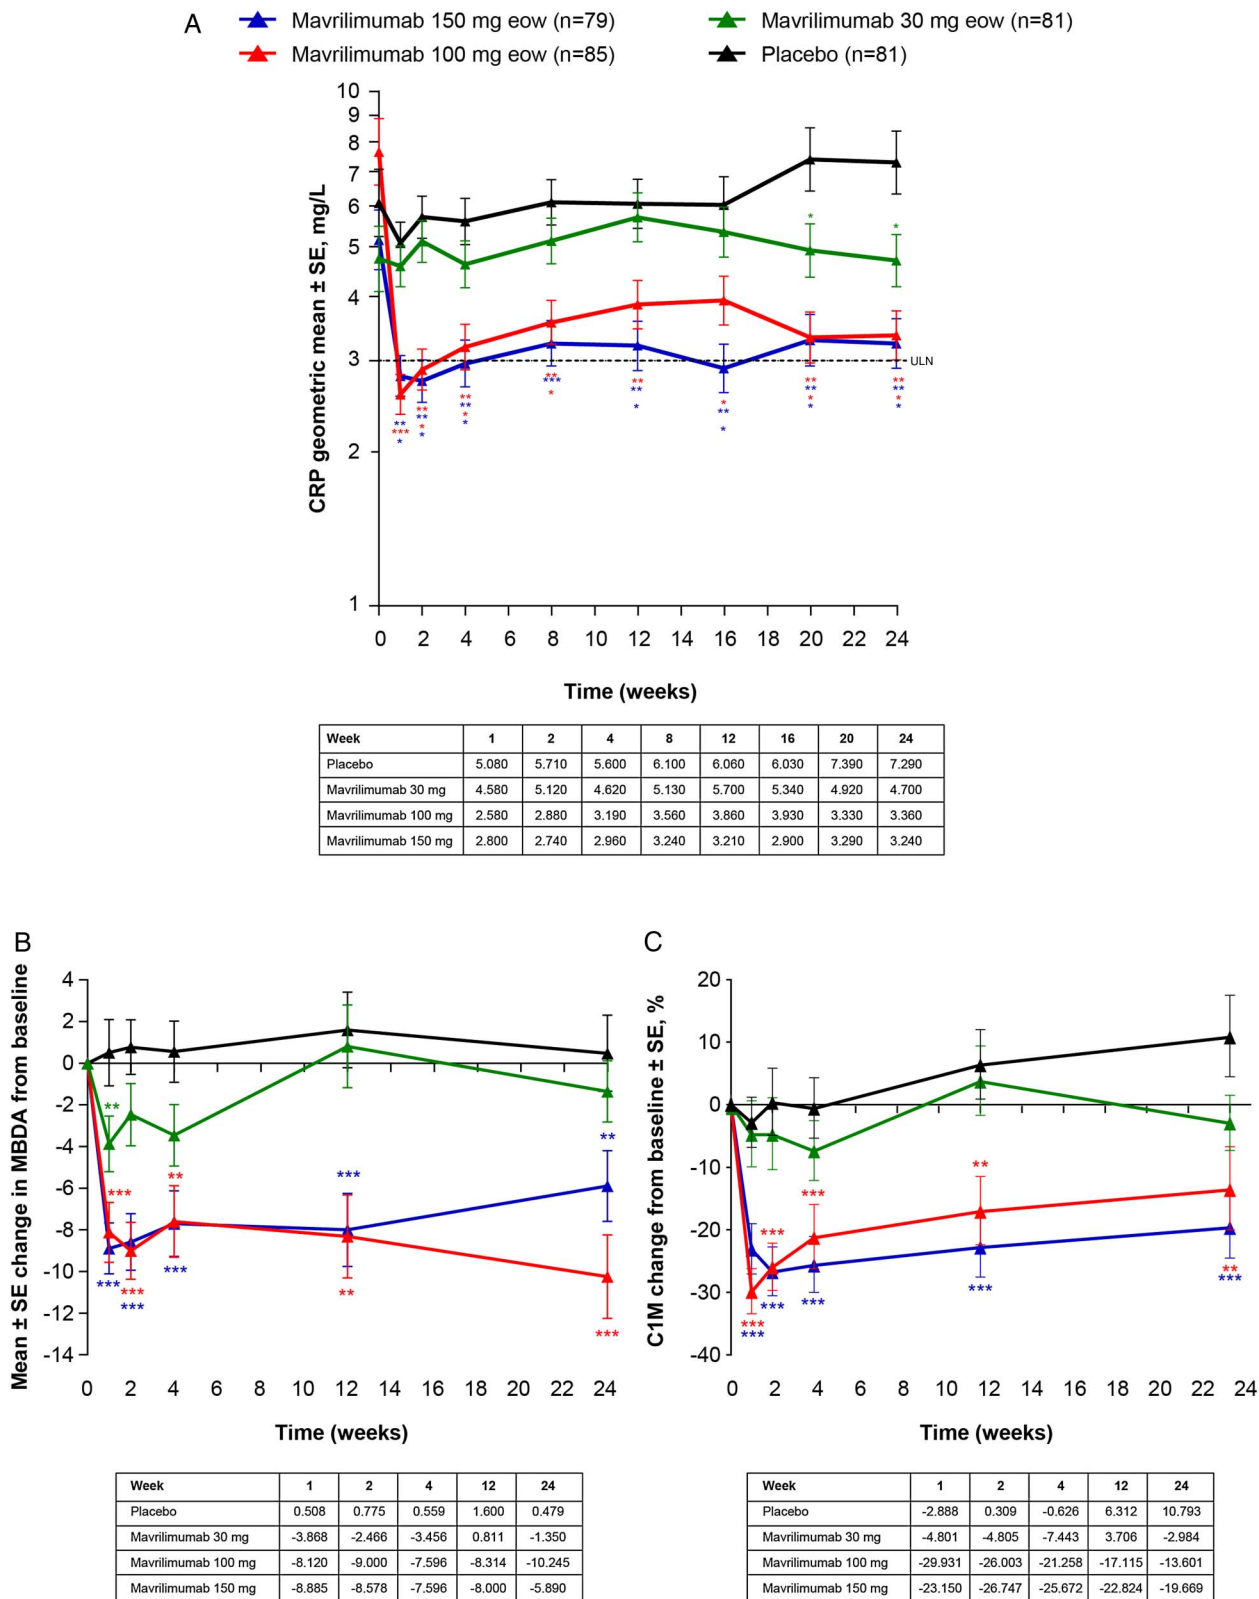 A
Mavrilimumab 150 mg eow (n=79)
Mavrilimumab 30 mg eow (n=81)
Mavrilimumab 100 mg eow (n=85)
Placebo (n=81)
CRP geometric mean ± SE, mg/L
10
9
8
7
6
5
4
3
2
1
* *
ULN
** *** ** ** * **
** ** *** ** ** ** **
*** * * * * *
* * * * * * *
0 2 4 6 8 10 12 14 16 18 20 22 24
Time (weeks)
Week 1 2 4 8 12 16 20 24
Placebo 5.080 5.710 5.600 6.100 6.060 6.030 7.390 7.290
Mavrilimumab 30 mg 4.580 5.120 4.620 5.130 5.700 5.340 4.920 4.700
Mavrilimumab 100 mg 2.580 2.880 3.190 3.560 3.860 3.930 3.330 3.360
Mavrilimumab 150 mg 2.800 2.740 2.960 3.240 3.210 2.900 3.290 3.240
B
Mean ± SE change in MBDA from baseline
4
2
0
-2
-4
-6
-8
-10
-12
-14
**
**
*** ** ***
*** *** ***
*** **
***
0 2 4 6 8 10 12 14 16 18 20 22 24
Time (weeks)
Week 1 2 4 12 24
Placebo 0.508 0.775 0.559 1.600 0.479
Mavrilimumab 30 mg -3.868 -2.466 -3.456 0.811 -1.350
Mavrilimumab 100 mg -8.120 -9.000 -7.596 -8.314 -10.245
Mavrilimumab 150 mg -8.885 -8.578 -7.596 -8.000 -5.890
C
C1M change from baseline ± SE, %
20
10
0
-10
-20
-30
-40
**
***
***
**
***
*** *** ***
***
***
0 2 4 6 8 10 12 14 16 18 20 22 24
Time (weeks)
Week 1 2 4 12 24
Placebo -2.888 0.309 -0.626 6.312 10.793
Mavrilimumab 30 mg -4.801 -4.805 -7.443 3.706 -2.984
Mavrilimumab 100 mg -29.931 -26.003 -21.258 -17.115 -13.601
Mavrilimumab 150 mg -23.150 -26.747 -25.672 -22.824 -19.669